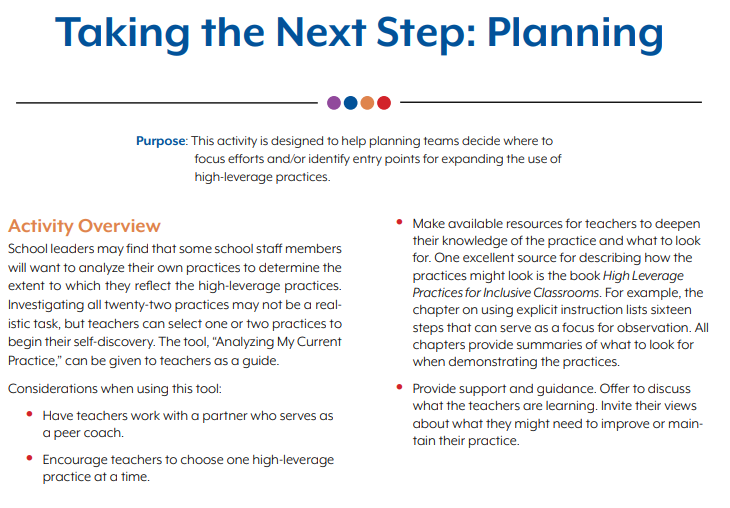 Taking the Next Step: Planning
Purpose: This activity is designed to help planning teams decide where to
focus efforts and/or identify entry points for expanding the use of
high-leverage practices.
Activity Overview
School leaders may find that some school staff members
will want to analyze their own practices to determine the
extent to which they reflect the high-leverage practices.
Investigating all twenty-two practices may not be a real-
istic task, but teachers can select one or two practices to
begin their self-discovery. The tool, “Analyzing My Current
Practice,” can be given to teachers as a guide.
Considerations when using this tool:
• Have teachers work with a partner who serves as
a peer coach.
• Encourage teachers to choose one high-leverage
practice at a time.
• Make available resources for teachers to deepen
their knowledge of the practice and what to look
for. One excellent source for describing how the
practices might look is the book High Leverage
Practices for Inclusive Classrooms. For example, the
chapter on using explicit instruction lists sixteen
steps that can serve as a focus for observation. All
chapters provide summaries of what to look for
when demonstrating the practices.
• Provide support and guidance. Offer to discuss
what the teachers are learning. Invite their views
about what they might need to improve or main-
tain their practice.